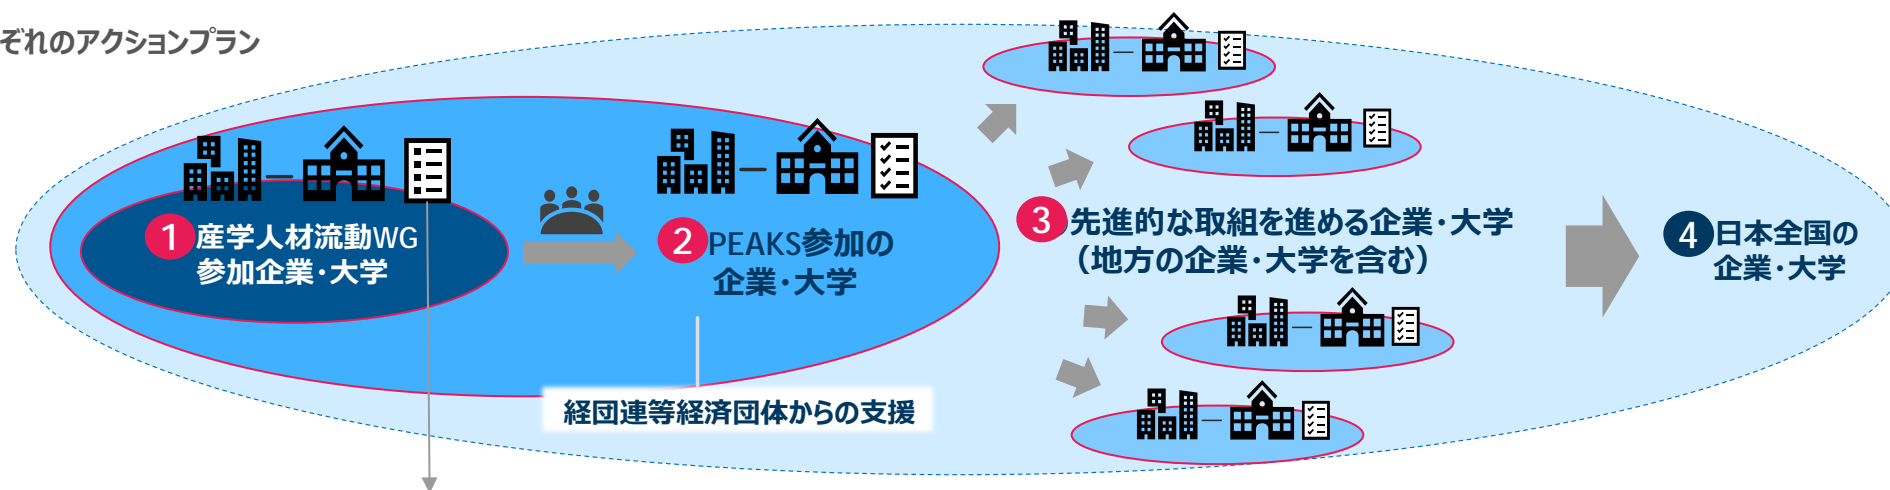 ぞれのアクションプラン
1 産学人材流動WG
参加企業・大学
2 PEAKS参加の
企業・大学
経団連等経済団体からの支援
3 先進的な取組を進める企業・大学
（地方の企業・大学を含む）
4 日本全国の
企業・大学